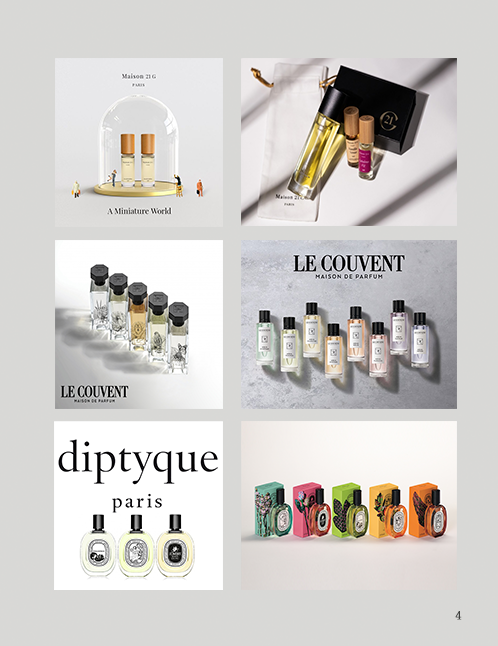 Maison 21 G
PARIS
A Miniature World
21
G
Maison 21 G
PARIS
LE COUVENT
MAISON DE PARFUM
LE COUVENT
MAISON DE PARFUM
diptyque
paris
4